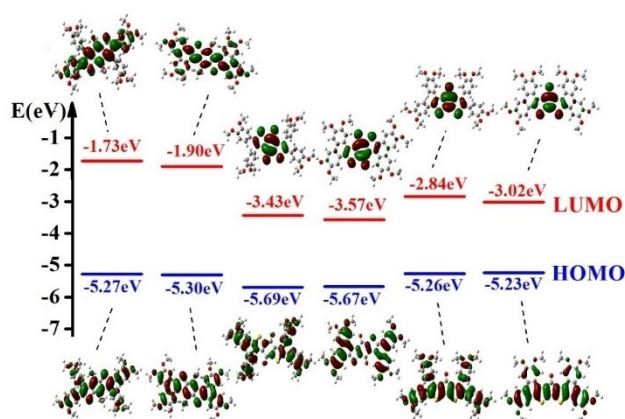 E(eV)
-1
-1.73eV
-1.90eV
-2
-3
-3.43eV
-3.57eV
-2.84eV
-3.02eV
LUMO
-4
-5
-5.27eV
-5.30eV
-5.69eV
-5.67eV
-5.26eV
-5.23eV
HOMO
-6
-7